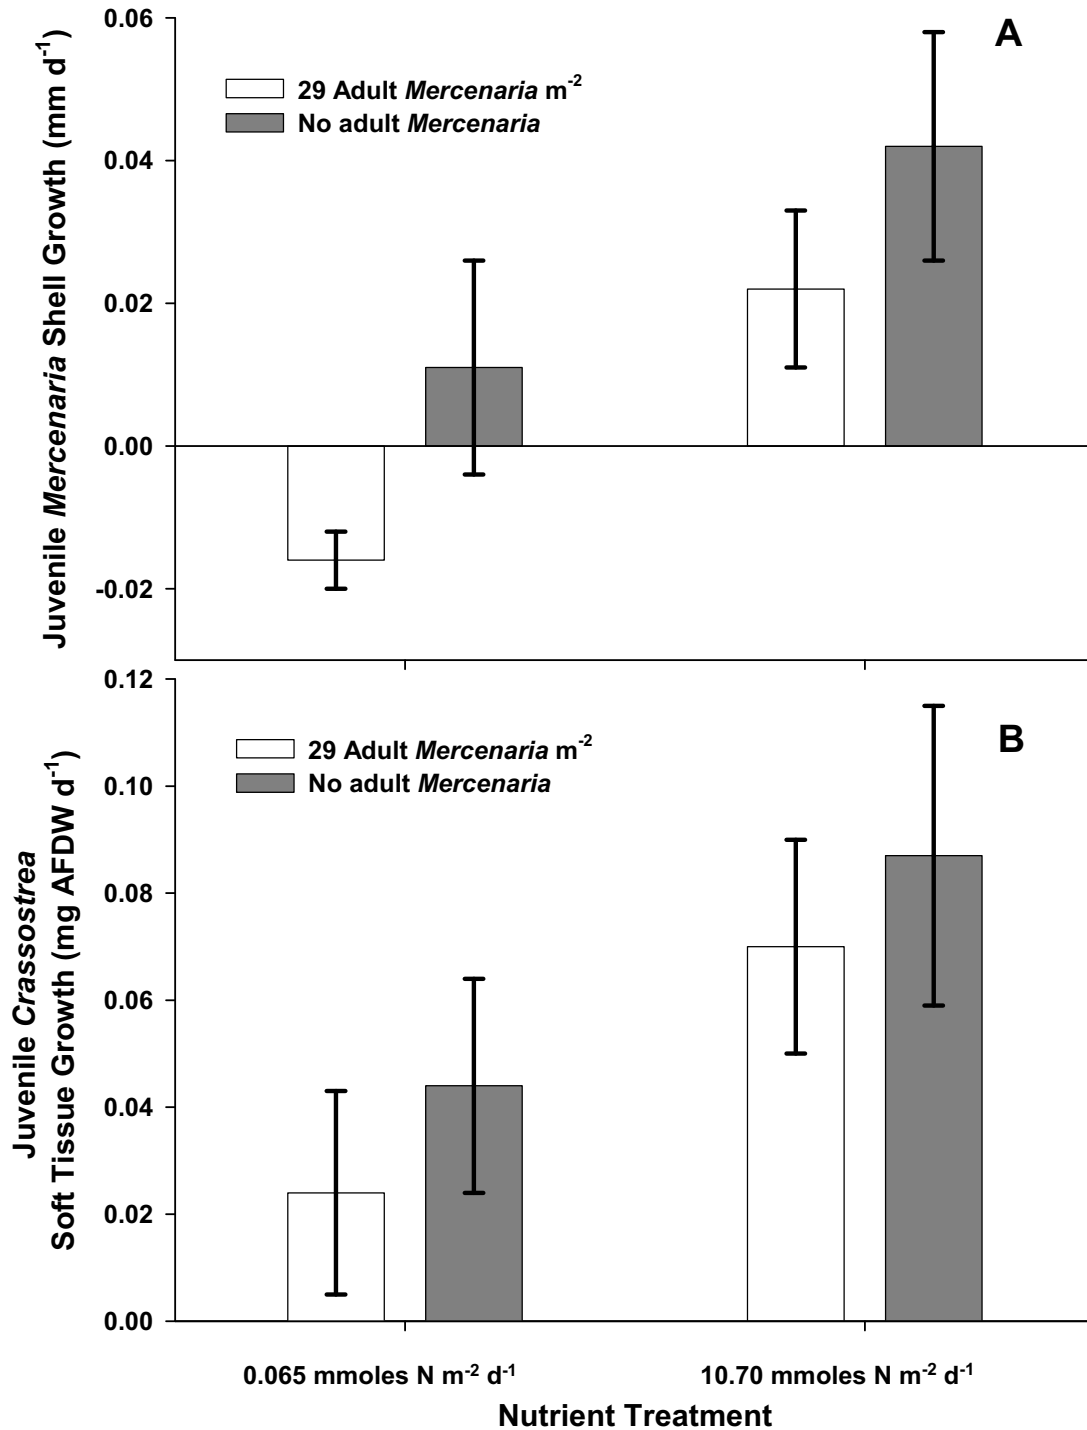 Juvenile Mercenaria Shell Growth (mm d⁻¹)
0.06
0.04
0.02
0.00
-0.02
A
29 Adult Mercenaria m⁻²
No adult Mercenaria
Juvenile Crassostrea
Soft Tissue Growth (mg AFDW d⁻¹)
0.12
0.10
0.08
0.06
0.04
0.02
0.00
B
29 Adult Mercenaria m⁻²
No adult Mercenaria
0.065 mmoles N m⁻² d⁻¹
10.70 mmoles N m⁻² d⁻¹
Nutrient Treatment